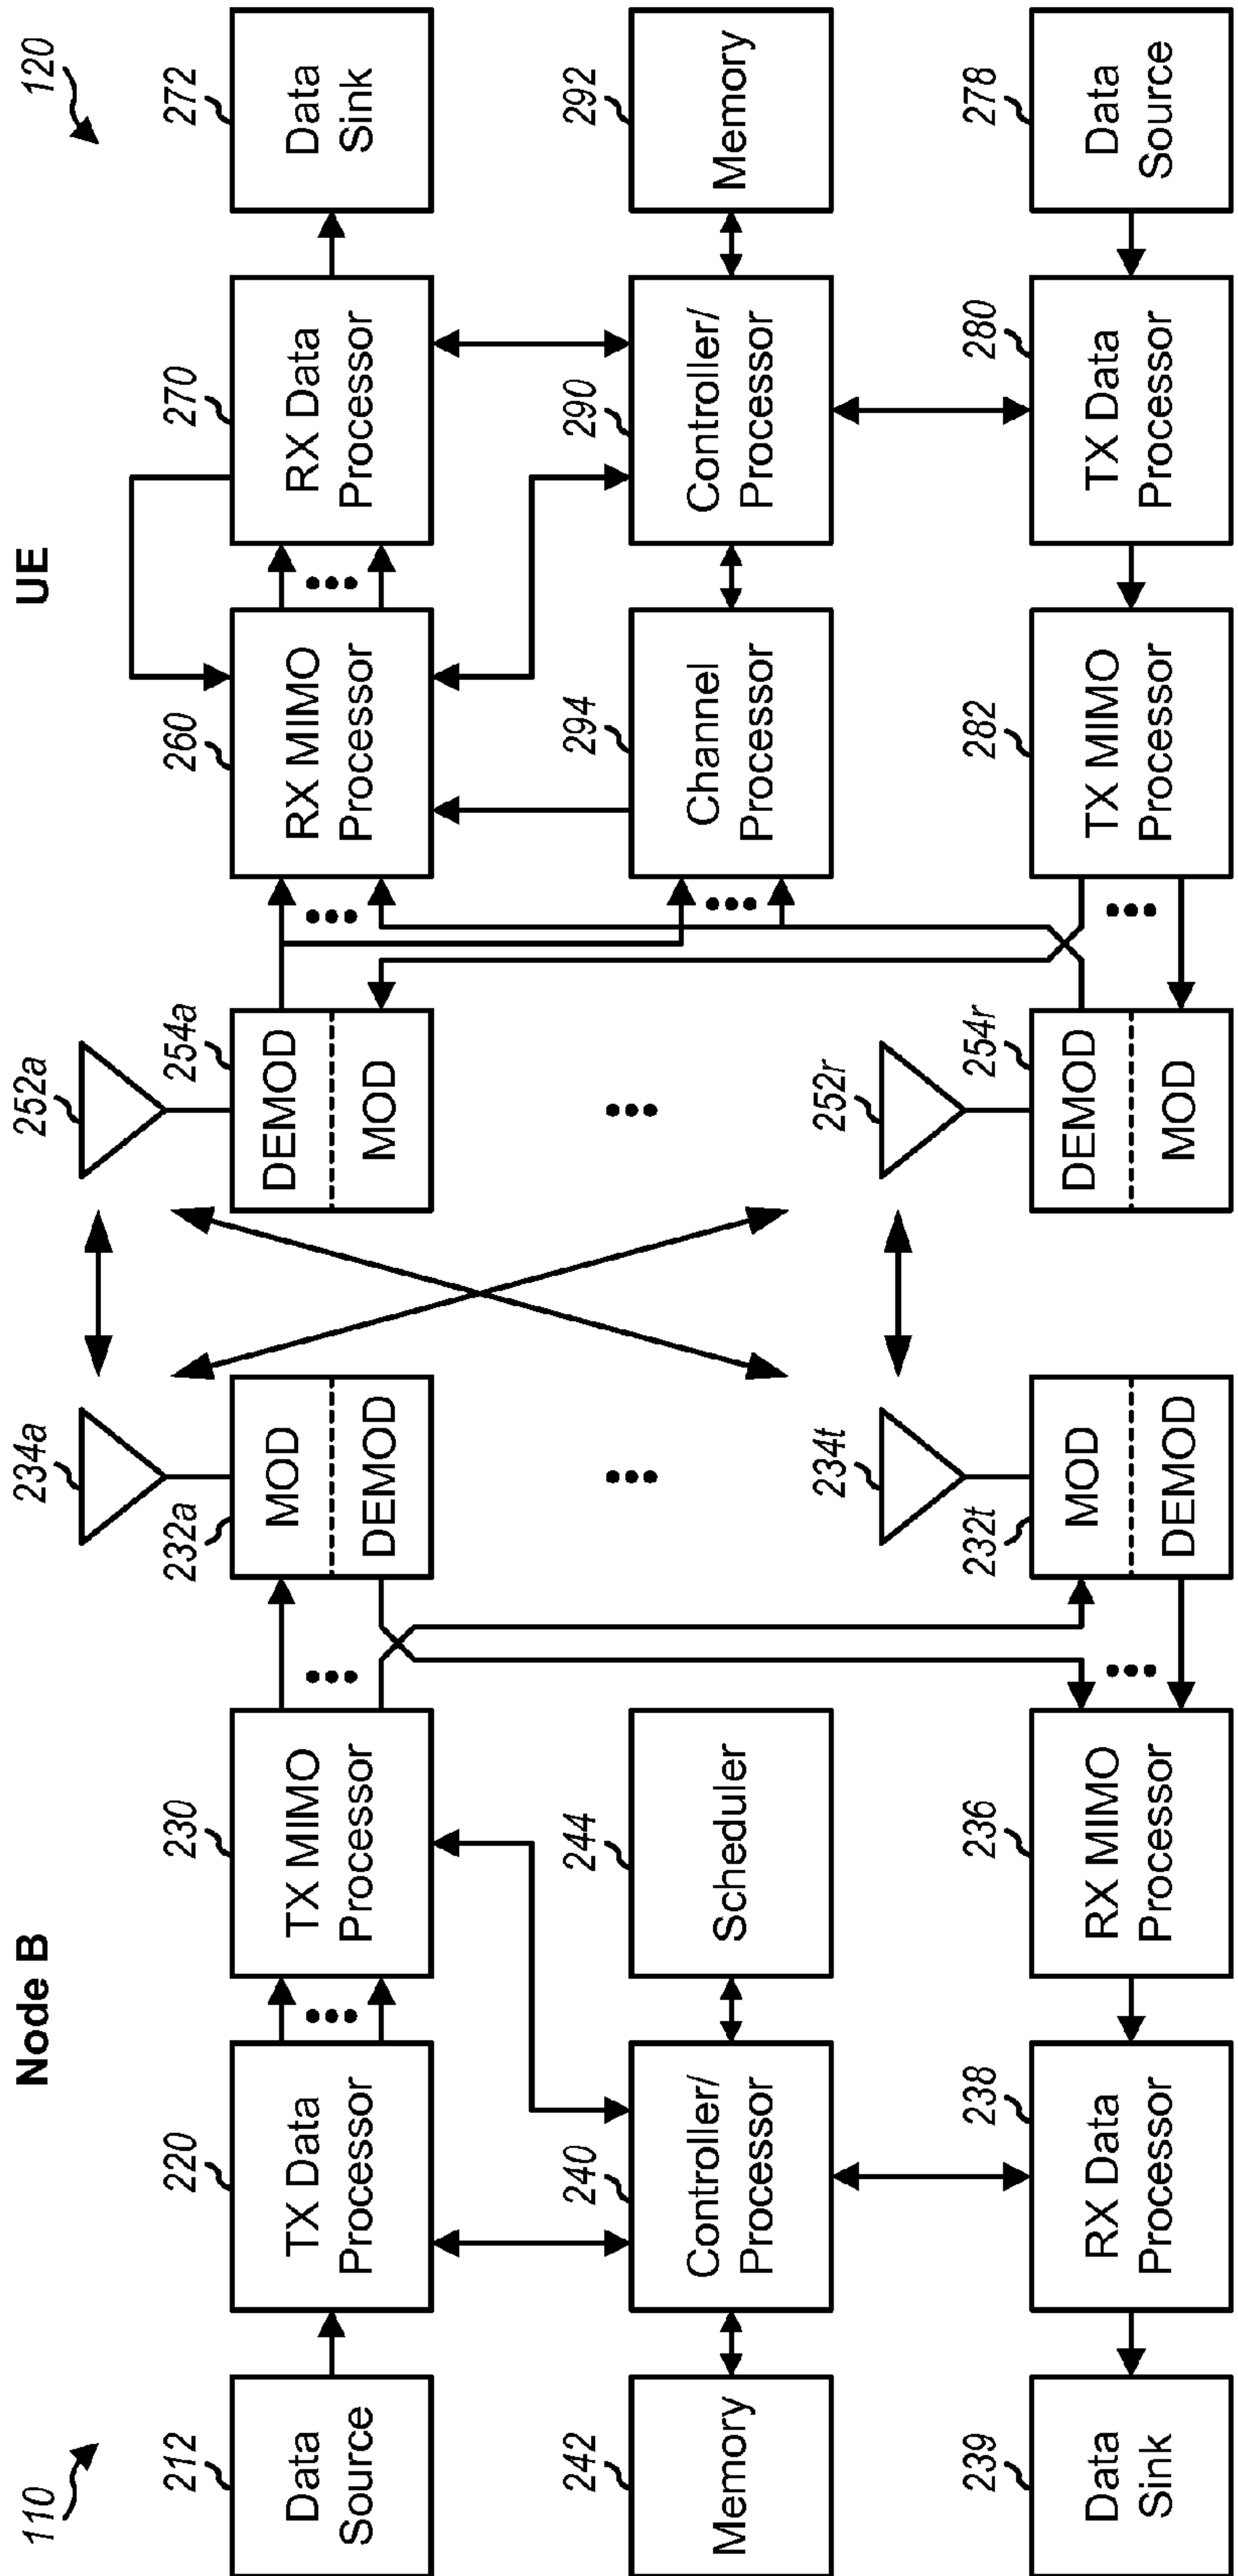 Node B
UE
110
120
212
Data
Source
220
TX Data
Processor
230
TX MIMO
Processor
232a
MOD
DEMOD
234a
252a
254a
DEMOD
MOD
260
RX MIMO
Processor
270
RX Data
Processor
272
Data
Sink
242
Memory
240
Controller/
Processor
244
Scheduler
294
Channel
Processor
290
Controller/
Processor
292
Memory
239
Data
Sink
238
RX Data
Processor
236
RX MIMO
Processor
232t
MOD
DEMOD
234t
252r
254r
DEMOD
MOD
282
TX MIMO
Processor
280
TX Data
Processor
278
Data
Source